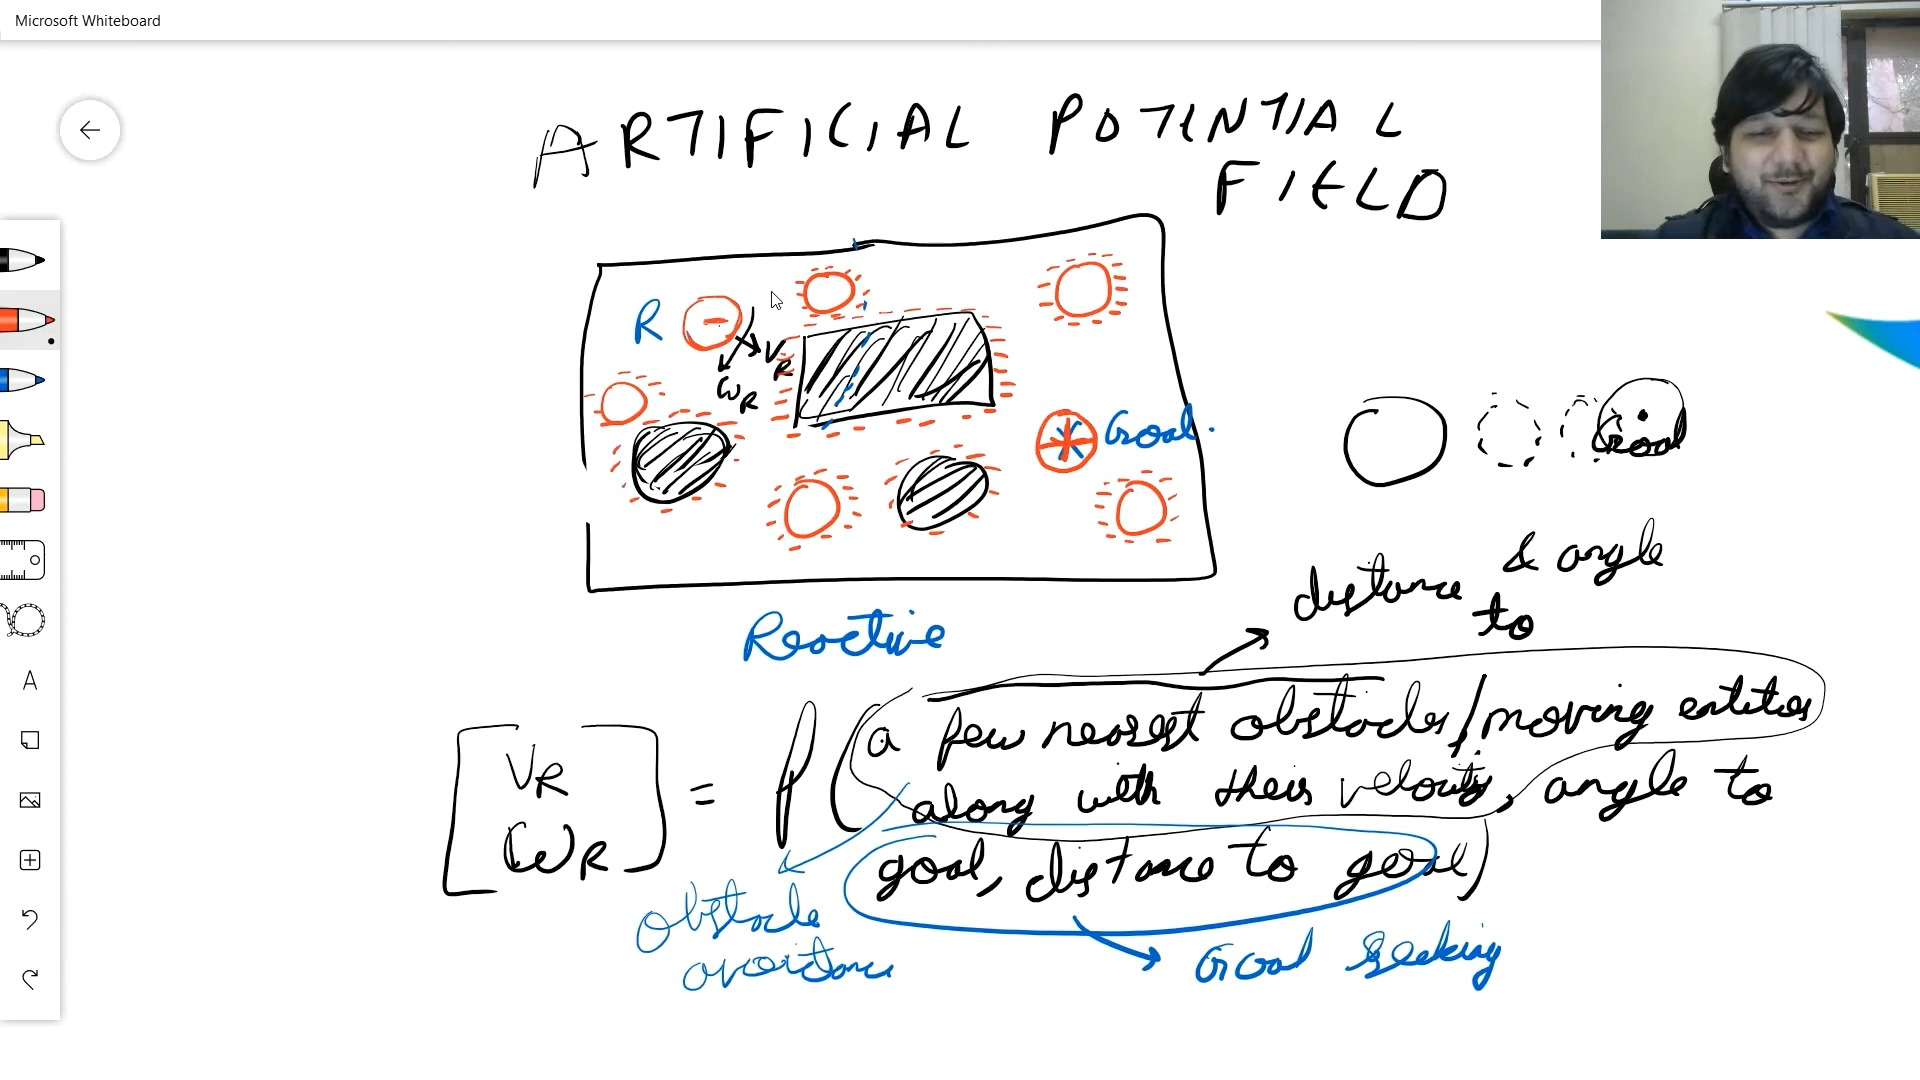 Microsoft Whiteboard
ARTIFICIAL POTENTIAL
FIELD
R
VR
ωR
Goal.
Goal
Reactive
distance & angle
to
[VR ωR] = f(a few nearest obstacles/moving entities
along with their velocity, angle to
goal, distance to goal)
obstacle
avoidance
Goal Seeking
A